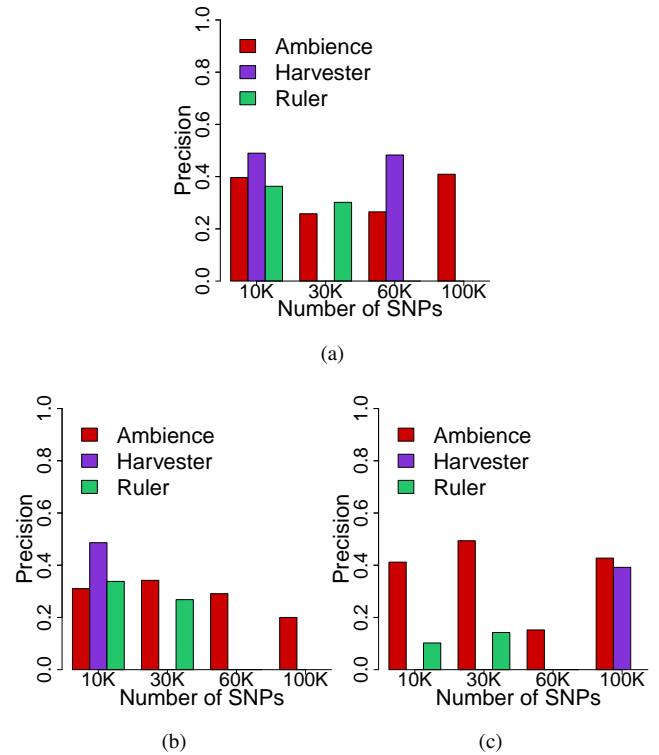 1.0
0.8
0.6
0.4
0.2
0.0
Precision
Ambience
Harvester
Ruler
10K 30K 60K 100K
Number of SNPs
(a)
1.0
0.8
0.6
0.4
0.2
0.0
Precision
Ambience
Harvester
Ruler
10K 30K 60K 100K
Number of SNPs
(b)
1.0
0.8
0.6
0.4
0.2
0.0
Precision
Ambience
Harvester
Ruler
10K 30K 60K 100K
Number of SNPs
(c)